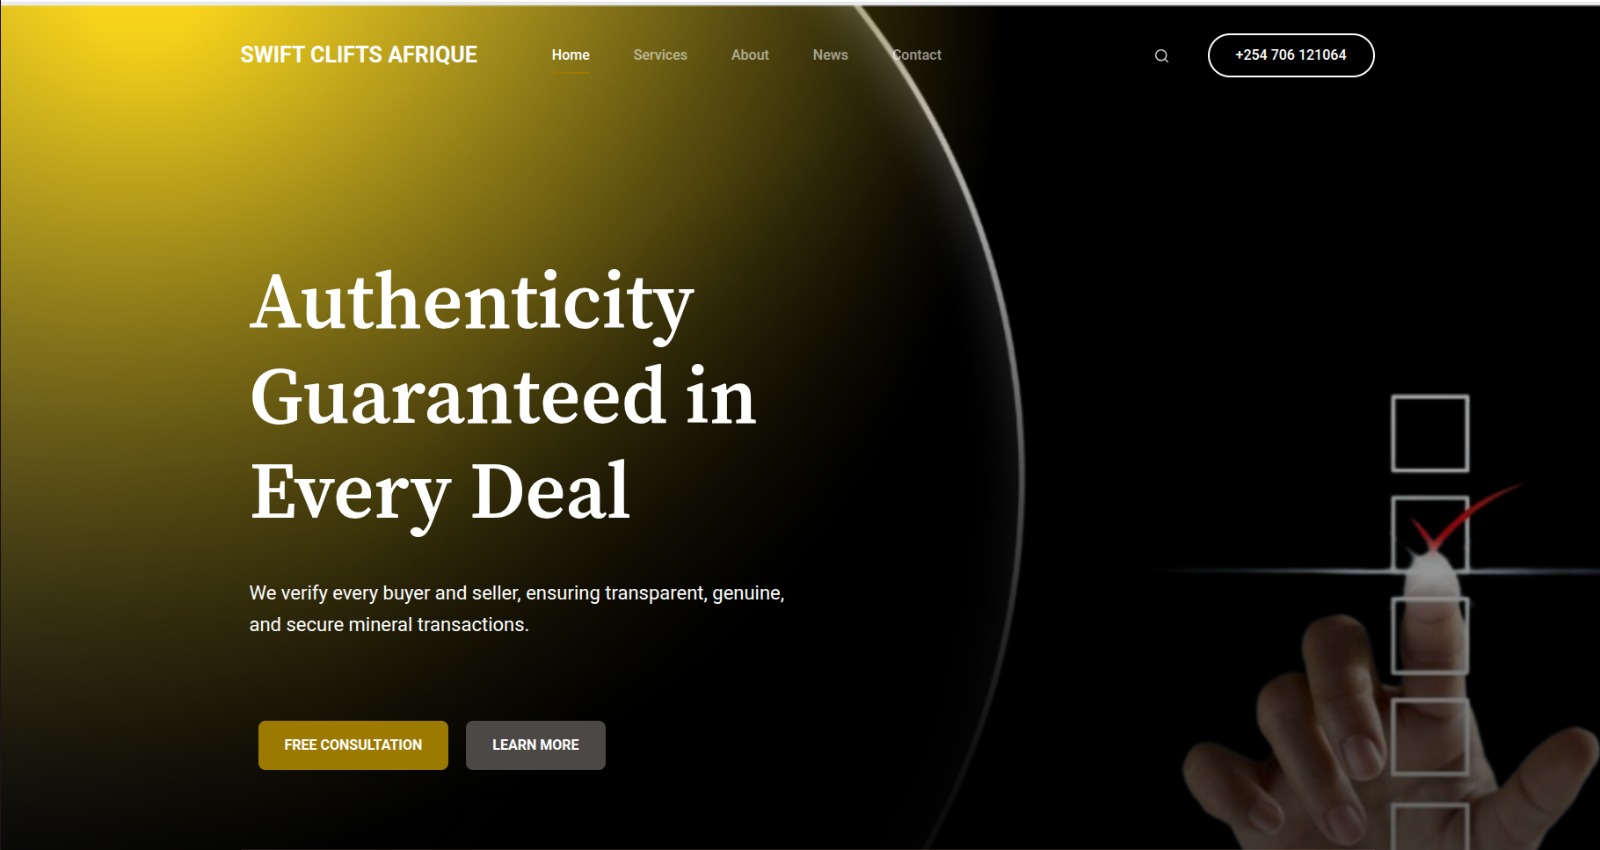 SWIFT CLIFTS AFRIQUE
Home Services About News Contact
+254 706 121064
Authenticity
Guaranteed in
Every Deal
We verify every buyer and seller, ensuring transparent, genuine,
and secure mineral transactions.
FREE CONSULTATION LEARN MORE